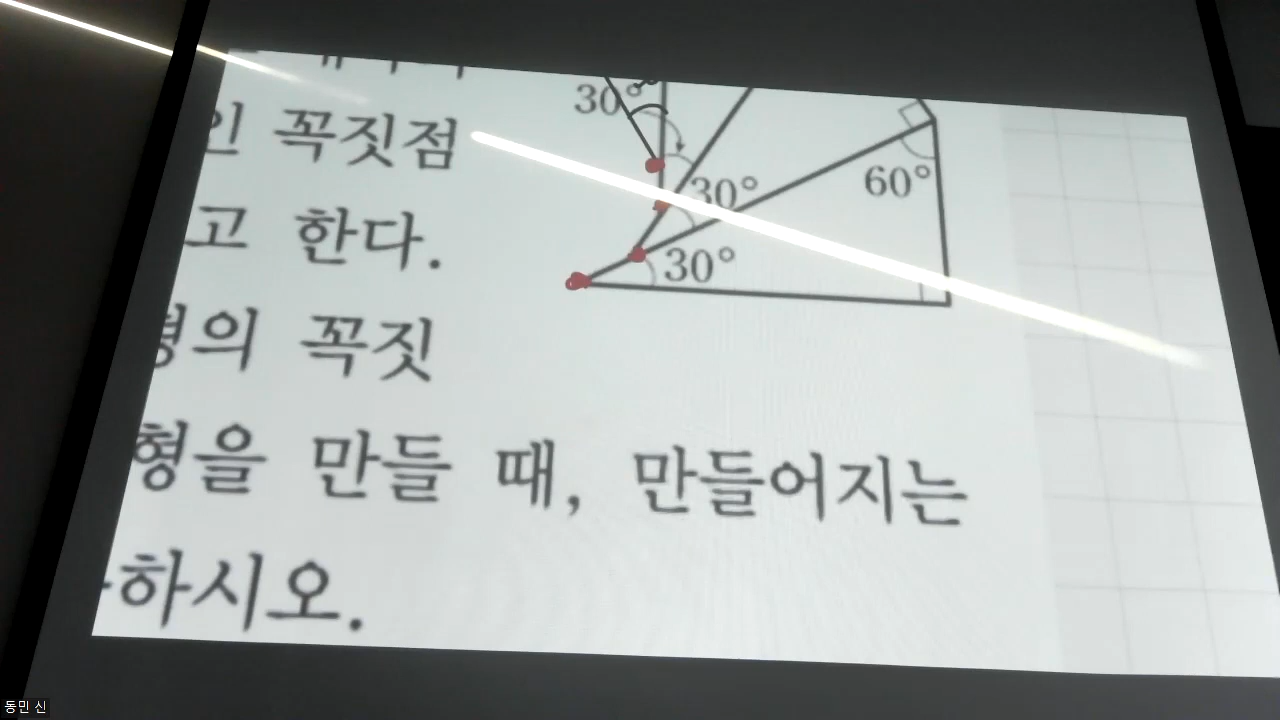 30°
인 꼭짓점
30°
60°
고 한다.
30°
형의 꼭짓
형을 만들 때, 만들어지는
하시오.
동민 신